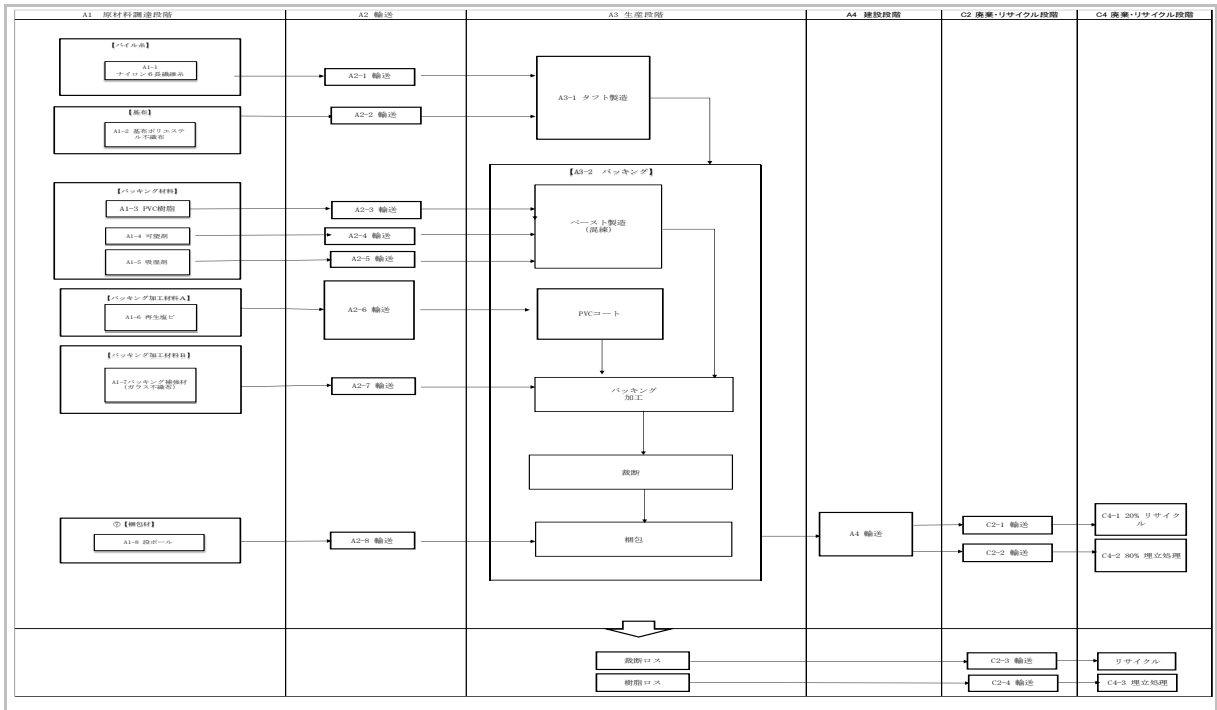 A1 原材料調達段階
A2 輸送
A3 生産段階
A4 建設段階
C2 廃棄・リサイクル段階
C4 廃棄・リサイクル段階
【パイル糸】
A1-1
ナイロン6長繊維糸
A2-1 輸送
A3-1 タフト製造
【基布】
A1-2 基布ポリエステ
ル不織布
A2-2 輸送
【A3-2 バッキング】
【バッキング材料】
A1-3 PVC樹脂
A2-3 輸送
ペースト製造
(混練)
A1-4 可塑剤
A2-4 輸送
A1-5 吸湿剤
A2-5 輸送
【バッキング加工材料A】
A1-6 再生塩ビ
A2-6 輸送
PVCコート
【バッキング加工材料B】
A1-7バッキング補強材
(ガラス不織布)
A2-7 輸送
バッキング
加工
裁断
⑦【梱包材】
A1-8 段ボール
A2-8 輸送
梱包
A4 輸送
C2-1 輸送
C4-1 20% リサイク
ル
C2-2 輸送
C4-2 80% 埋立処理
裁断ロス
C2-3 輸送
リサイクル
樹脂ロス
C2-4 輸送
C4-3 埋立処理